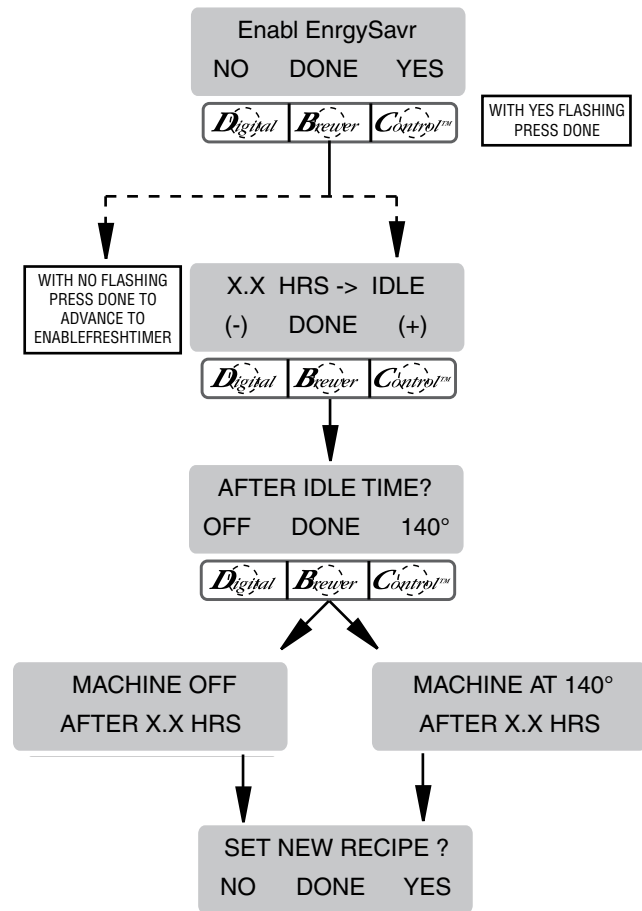 Enabl EnrgySavr
NO DONE YES
Digital Brewer Control™
WITH YES FLASHING
PRESS DONE
WITH NO FLASHING
PRESS DONE TO
ADVANCE TO
ENABLEFRESHTIMER
X.X HRS -> IDLE
(-) DONE (+)
Digital Brewer Control™
AFTER IDLE TIME?
OFF DONE 140°
Digital Brewer Control™
MACHINE OFF
AFTER X.X HRS
MACHINE AT 140°
AFTER X.X HRS
SET NEW RECIPE ?
NO DONE YES